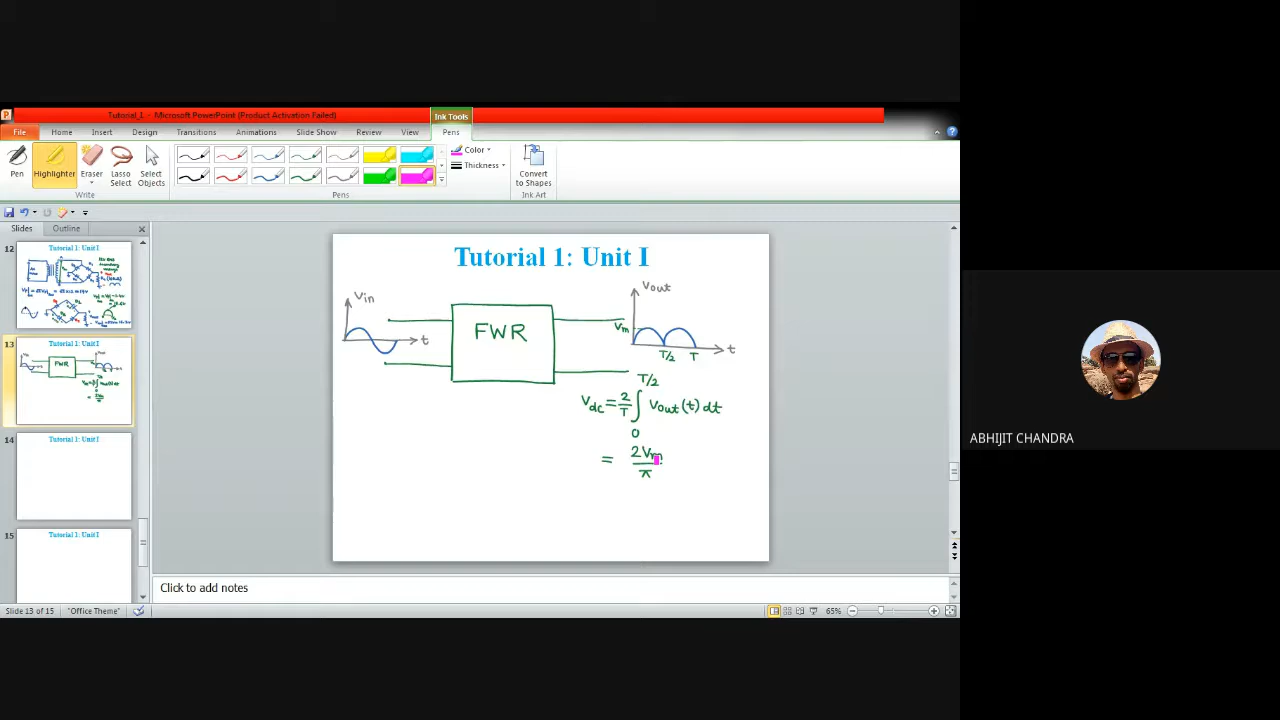 Tutorial_1 - Microsoft PowerPoint (Product Activation Failed)
Ink Tools
File Home Insert Design Transitions Animations Slide Show Review View Pens
Pen Highlighter Eraser Lasso Select Select Objects
Color
Thickness
Convert to Shapes
Write Pens Ink Art
Slides Outline
12
Tutorial 1: Unit I
13
Tutorial 1: Unit I
FWR
14
Tutorial 1: Unit I
15
Tutorial 1: Unit I
Tutorial 1: Unit I
Vin
t
FWR
Vout
Vm
T/2 T t
T/2
Vdc = 2/T ∫ Vout(t) dt
0
= 2Vm/π
Click to add notes
Slide 13 of 15 "Office Theme" 65%
ABHIJIT CHANDRA